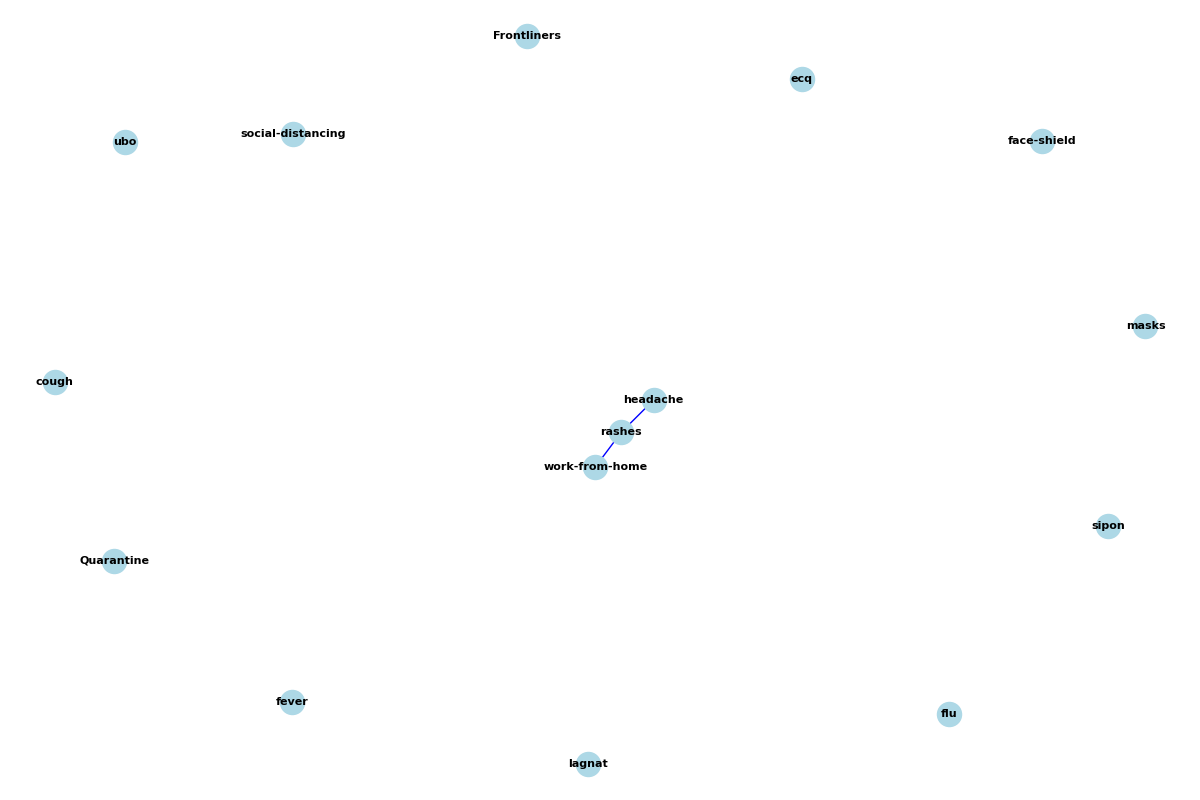 Frontliners
ecq
social-distancing
ubo
face-shield
masks
cough
headache
rashes
work-from-home
sipon
Quarantine
fever
flu
lagnat